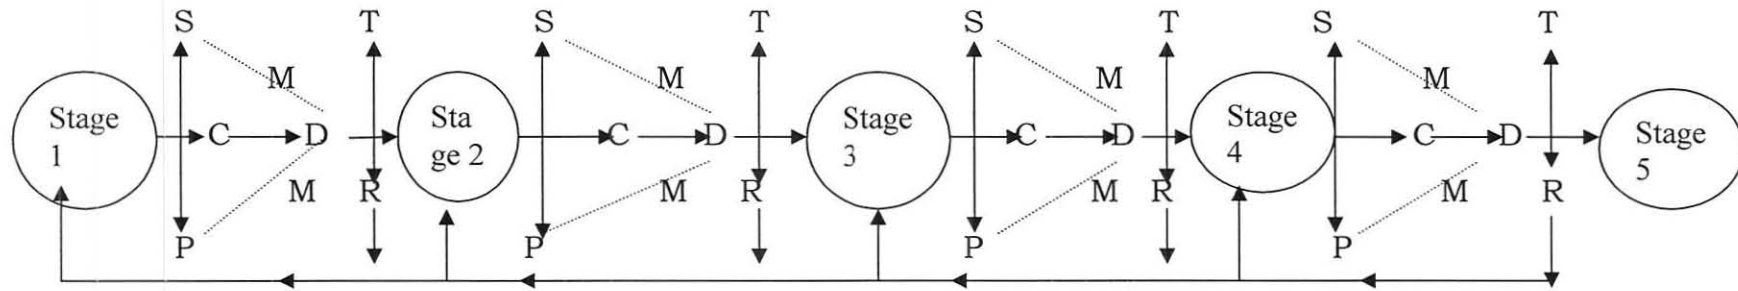 S T S T S T S T
M M M M
Stage
1
C D
Sta
ge 2
C D
Stage
3
C D
Stage
4
C D
Stage
5
M R M R M R M R
P P P P